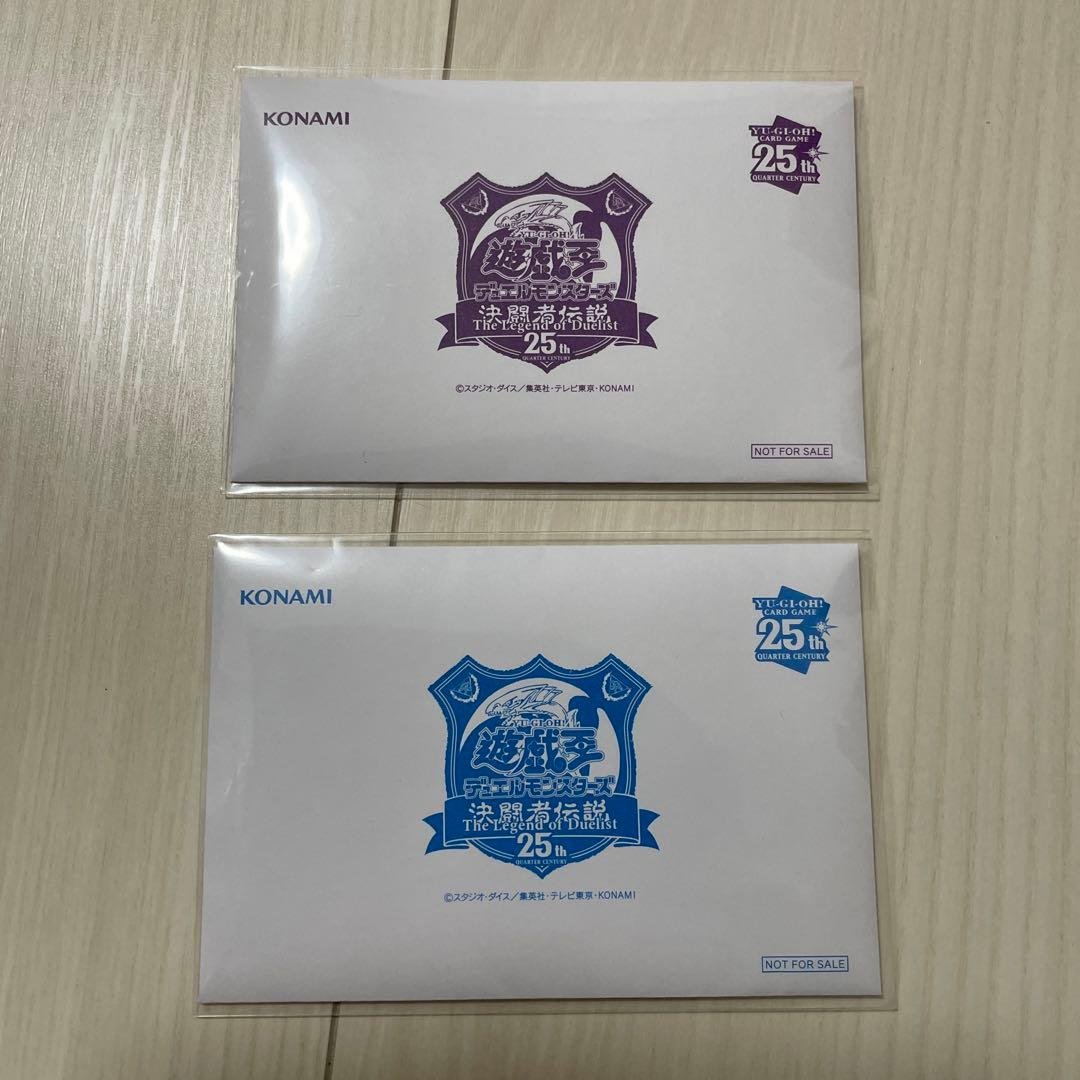 KONAMI
YU-GI-OH!
CARD GAME
25th
QUARTER CENTURY
YU-GI-OH!
遊戯王
デュエルモンスターズ
決闘者伝説
The Legend of Duelist
25th
QUARTER CENTURY
©スタジオ・ダイス／集英社・テレビ東京・KONAMI
NOT FOR SALE
KONAMI
YU-GI-OH!
CARD GAME
25th
QUARTER CENTURY
YU-GI-OH!
遊戯王
デュエルモンスターズ
決闘者伝説
The Legend of Duelist
25th
QUARTER CENTURY
©スタジオ・ダイス／集英社・テレビ東京・KONAMI
NOT FOR SALE